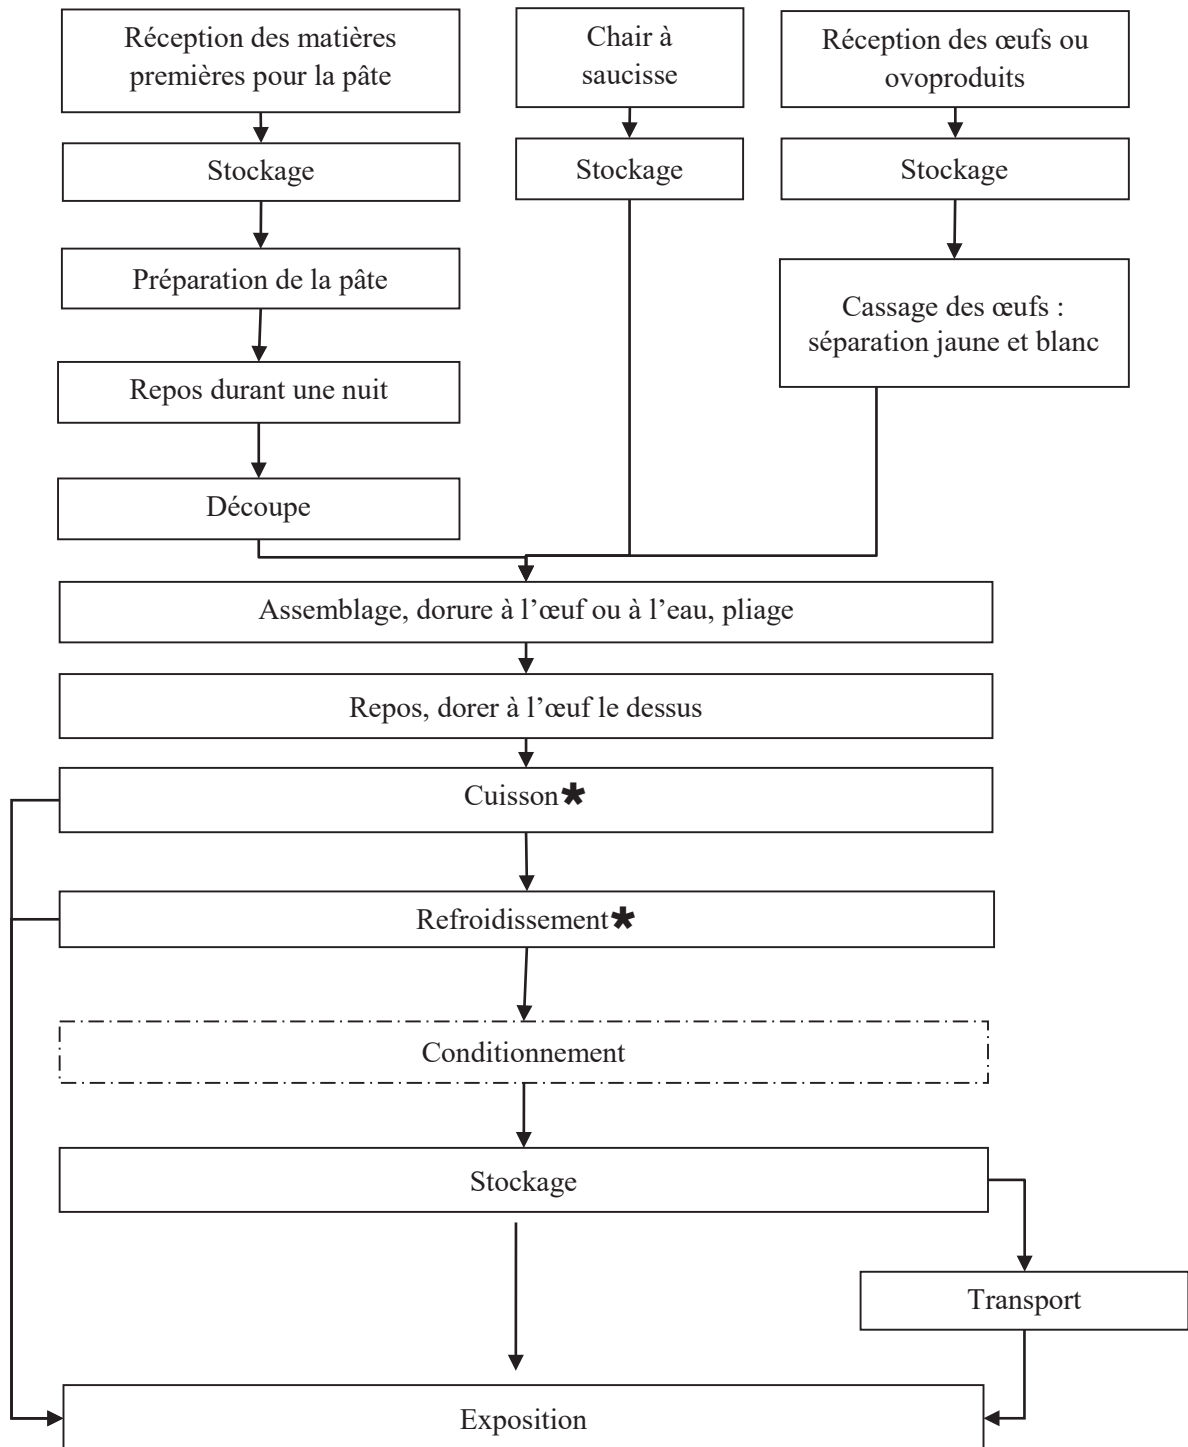 Réception des matières
premières pour la pâte
Chair à
saucisse
Réception des œufs ou
ovoproduits
Stockage
Stockage
Stockage
Préparation de la pâte
Cassage des œufs :
séparation jaune et blanc
Repos durant une nuit
Découpe
Assemblage, dorure à l’œuf ou à l’eau, pliage
Repos, dorer à l’œuf le dessus
Cuisson*
Refroidissement*
Conditionnement
Stockage
Transport
Exposition